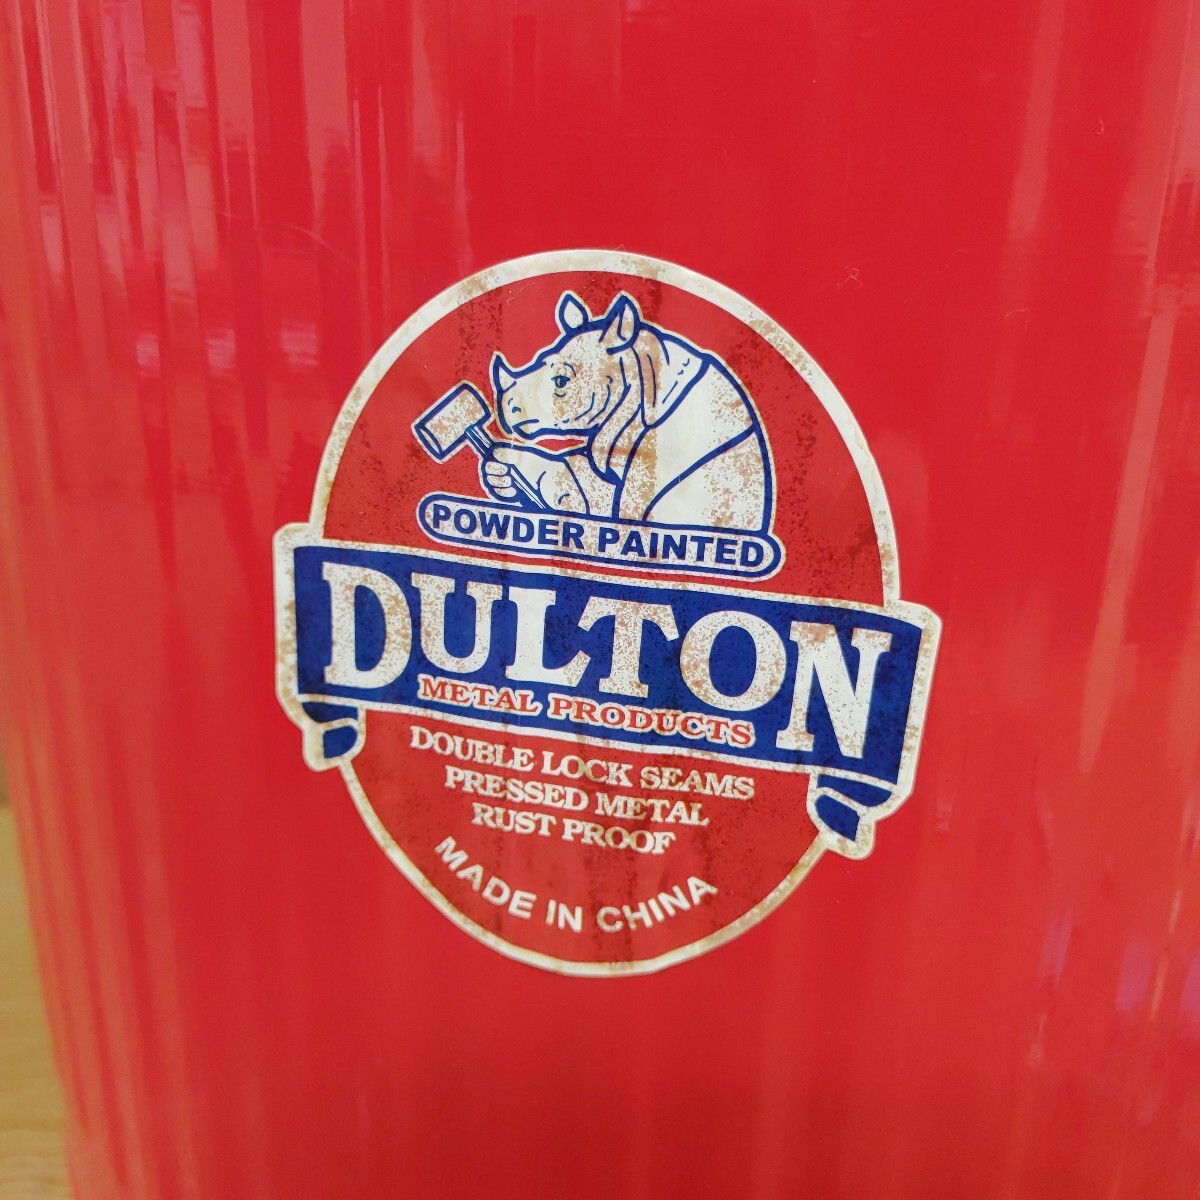 POWDER PAINTED
DULTON
METAL PRODUCTS
DOUBLE LOCK SEAMS
PRESSED METAL
RUST PROOF
MADE IN CHINA